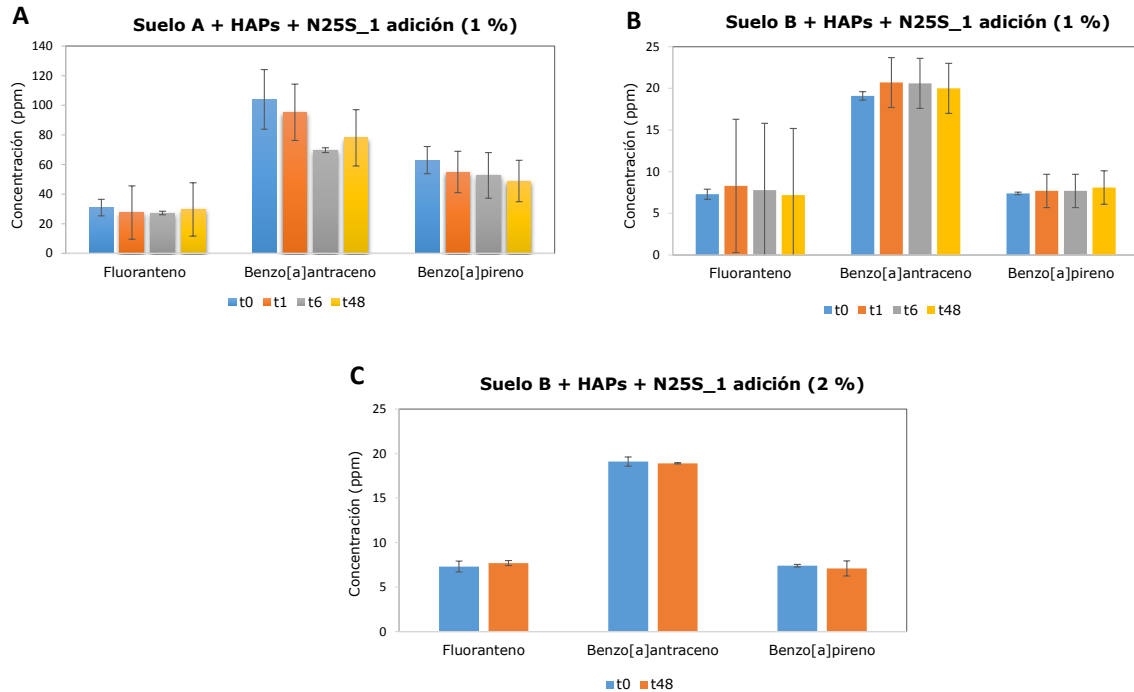 A
Suelo A + HAPs + N25S_1 adición (1 %)
Concentración (ppm)
140
120
100
80
60
40
20
0
Fluoranteno Benzo[a]antraceno Benzo[a]pireno
t0 t1 t6 t48
B
Suelo B + HAPs + N25S_1 adición (1 %)
Concentración (ppm)
25
20
15
10
5
0
Fluoranteno Benzo[a]antraceno Benzo[a]pireno
t0 t1 t6 t48
C
Suelo B + HAPs + N25S_1 adición (2 %)
Concentración (ppm)
25
20
15
10
5
0
Fluoranteno Benzo[a]antraceno Benzo[a]pireno
t0 t48